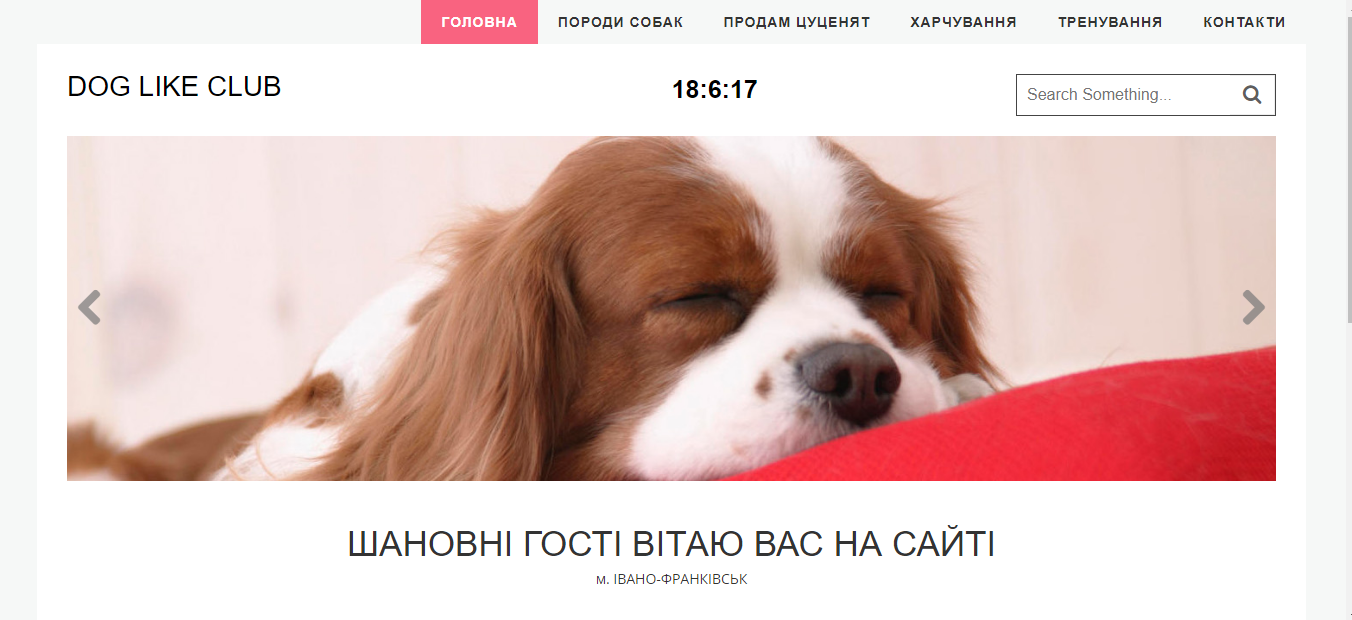 ГОЛОВНА ПОРОДИ СОБАК ПРОДАМ ЦУЦЕНЯТ ХАРЧУВАННЯ ТРЕНУВАННЯ КОНТАКТИ
DOG LIKE CLUB 18:6:17 Search Something...
ШАНОВНІ ГОСТІ ВІТАЮ ВАС НА САЙТІ
м. ІВАНО-ФРАНКІВСЬК